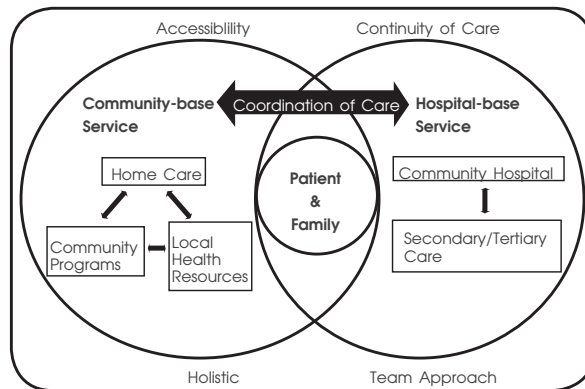 Accessiblility
Continuity of Care
Coordination of Care
Community-base
Service
Hospital-base
Service
Home Care
Community
Programs
Local
Health
Resources
Patient
&
Family
Community Hospital
Secondary/Tertiary
Care
Holistic
Team Approach